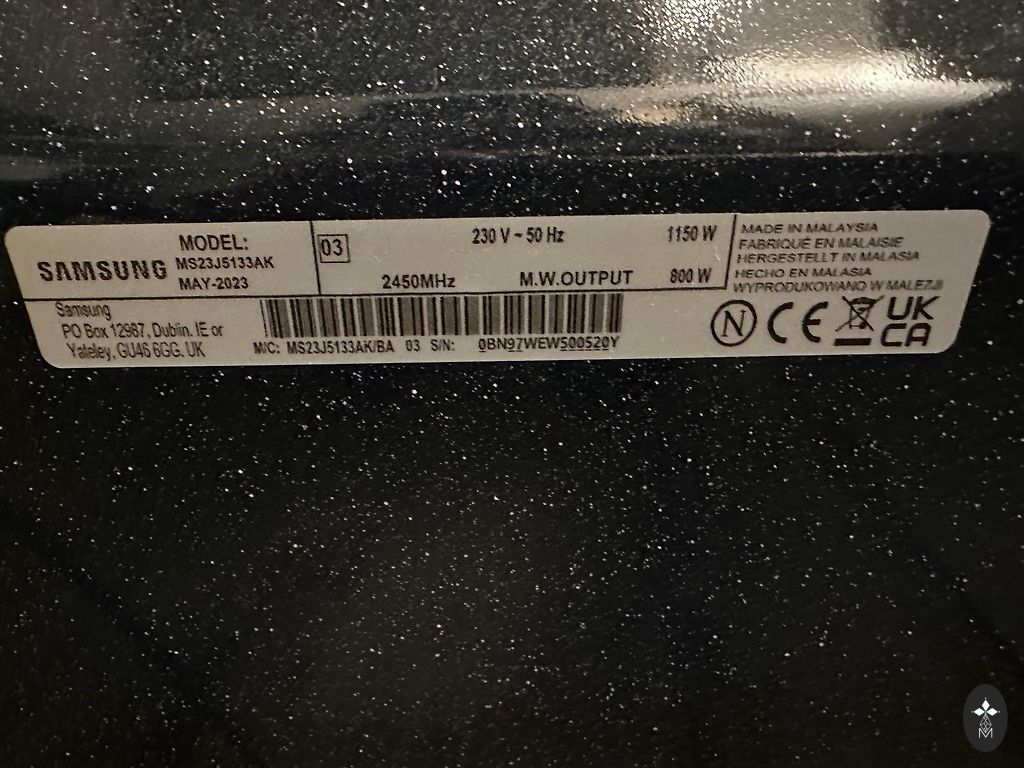 SAMSUNG
MODEL:
MS23J5133AK
MAY-2023
03
230 V ~ 50 Hz
1150 W
2450MHz
M.W.OUTPUT
800 W
MADE IN MALAYSIA
FABRIQUÉ EN MALAISIE
HERGESTELLT IN MALASIA
HECHO EN MALASIA
WYPRODUKOWANO W MALEZJI
Samsung
PO Box 12987, Dublin. IE or
Yateley, GU46 6GG. UK
M/C: MS23J5133AK/BA 03 S/N: 0BN97WEW500520Y
N CE UK
CA
M